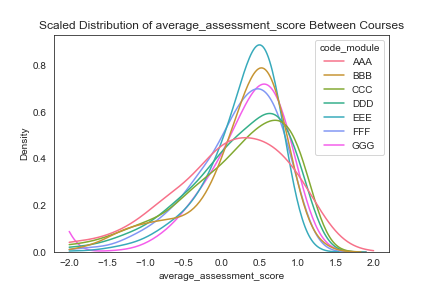 Scaled Distribution of average_assessment_score Between Courses
code_module
AAA
BBB
CCC
DDD
EEE
FFF
GGG
Density
0.8
0.6
0.4
0.2
0.0
−2.0 −1.5 −1.0 −0.5 0.0 0.5 1.0 1.5 2.0
average_assessment_score